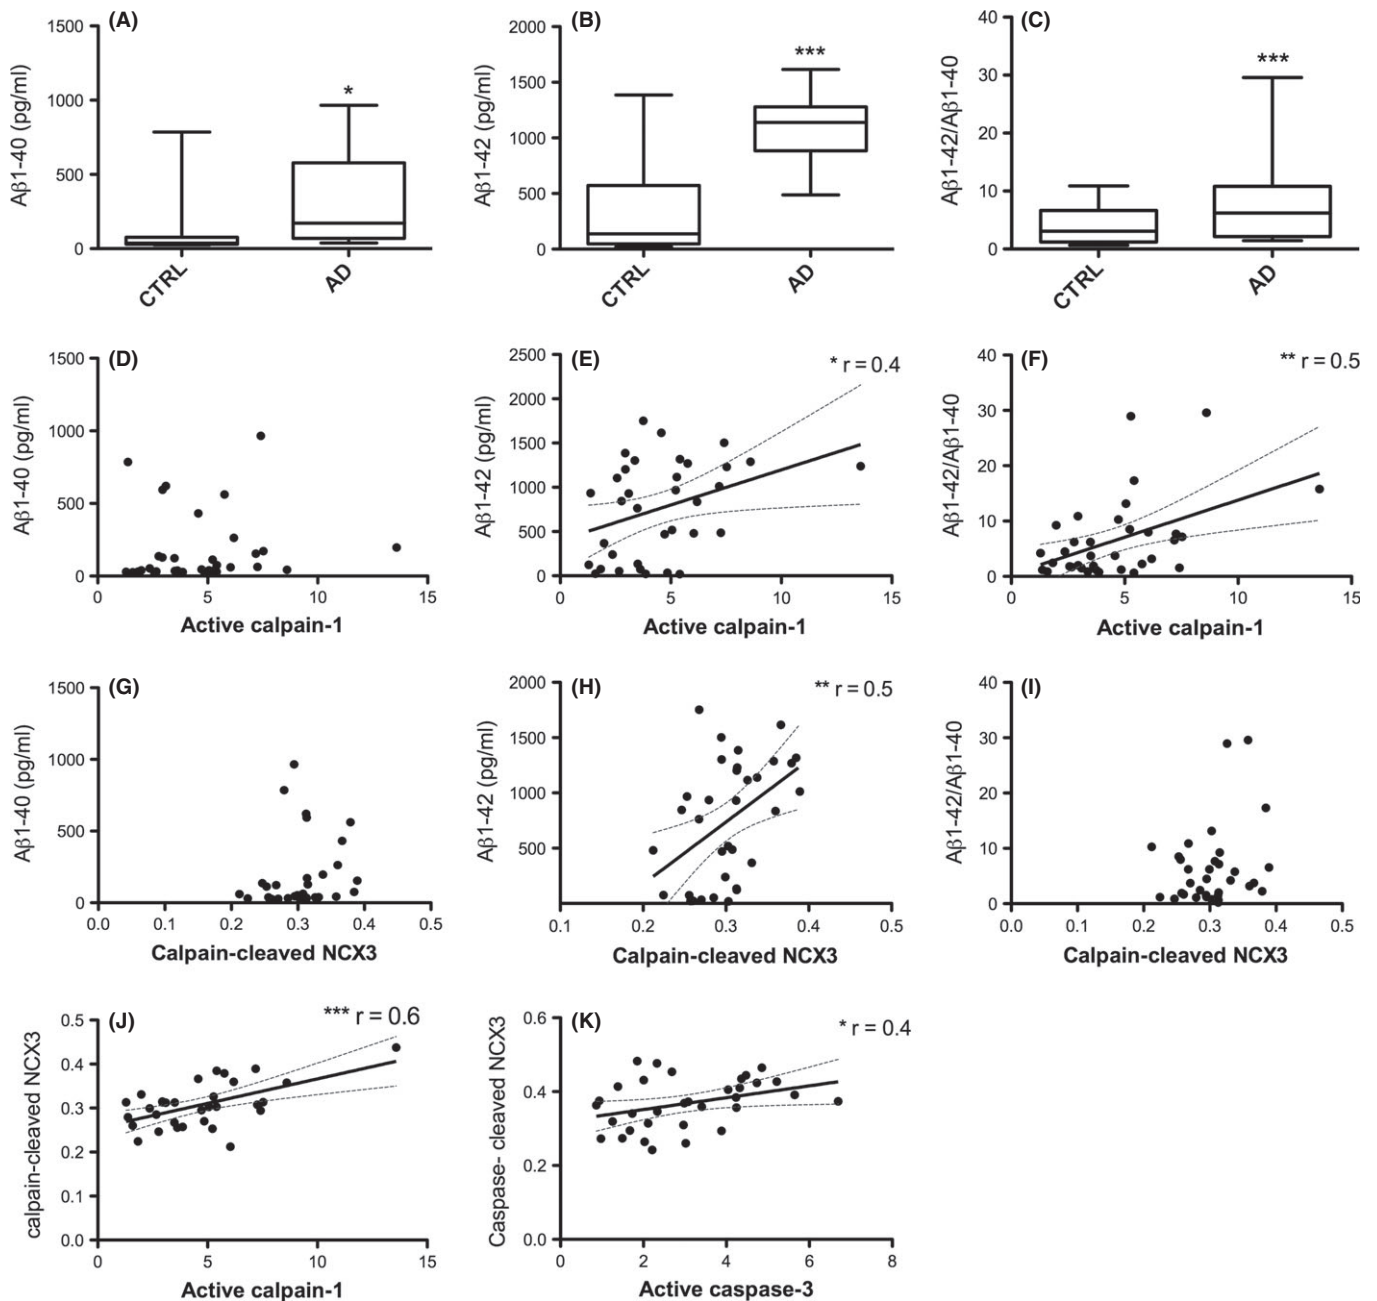 (A)
Aβ1-40 (pg/ml)
1500
1000
500
0
*
CTRL
AD
(B)
Aβ1-42 (pg/ml)
2000
1500
1000
500
0
***
CTRL
AD
(C)
Aβ1-42/Aβ1-40
40
30
20
10
0
***
CTRL
AD
(D)
Aβ1-40 (pg/ml)
1500
1000
500
0
0 5 10 15
Active calpain-1
(E)
* r = 0.4
Aβ1-42 (pg/ml)
2500
2000
1500
1000
500
0
0 5 10 15
Active calpain-1
(F)
** r = 0.5
Aβ1-42/Aβ1-40
40
30
20
10
0
0 5 10 15
Active calpain-1
(G)
Aβ1-40 (pg/ml)
1500
1000
500
0
0.0 0.1 0.2 0.3 0.4 0.5
Calpain-cleaved NCX3
(H)
** r = 0.5
Aβ1-42 (pg/ml)
2000
1500
1000
500
0.1 0.2 0.3 0.4 0.5
Calpain-cleaved NCX3
(I)
Aβ1-42/Aβ1-40
40
30
20
10
0
0.0 0.1 0.2 0.3 0.4 0.5
Calpain-cleaved NCX3
(J)
*** r = 0.6
calpain-cleaved NCX3
0.5
0.4
0.3
0.2
0.1
0.0
0 5 10 15
Active calpain-1
(K)
* r = 0.4
Caspase- cleaved NCX3
0.6
0.4
0.2
0.0
0 2 4 6 8
Active caspase-3